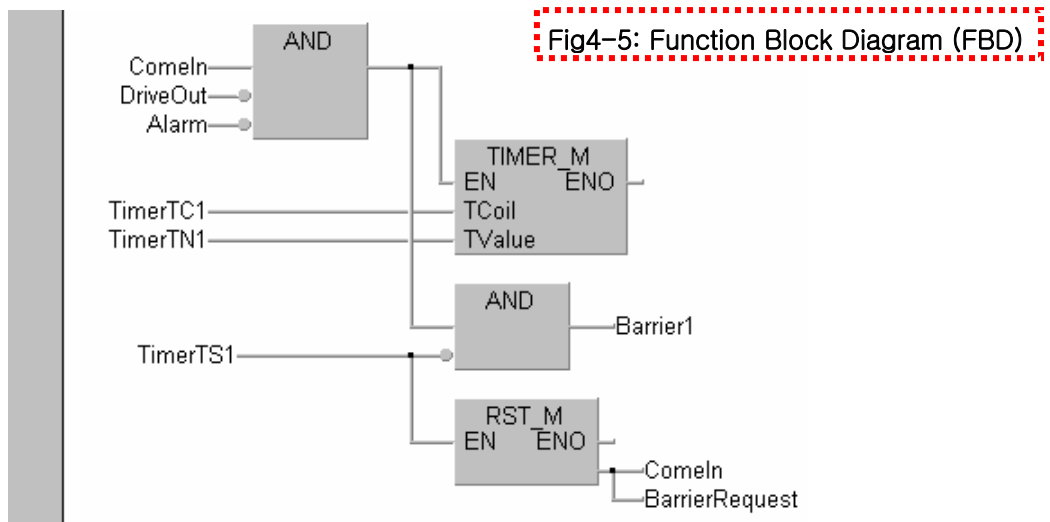 Fig4-5: Function Block Diagram (FBD)
AND
ComeIn
DriveOut
Alarm
TIMER_M
EN ENO
TimerTC1 TCoil
TimerTN1 TValue
AND
Barrier1
TimerTS1
RST_M
EN ENO
ComeIn
BarrierRequest